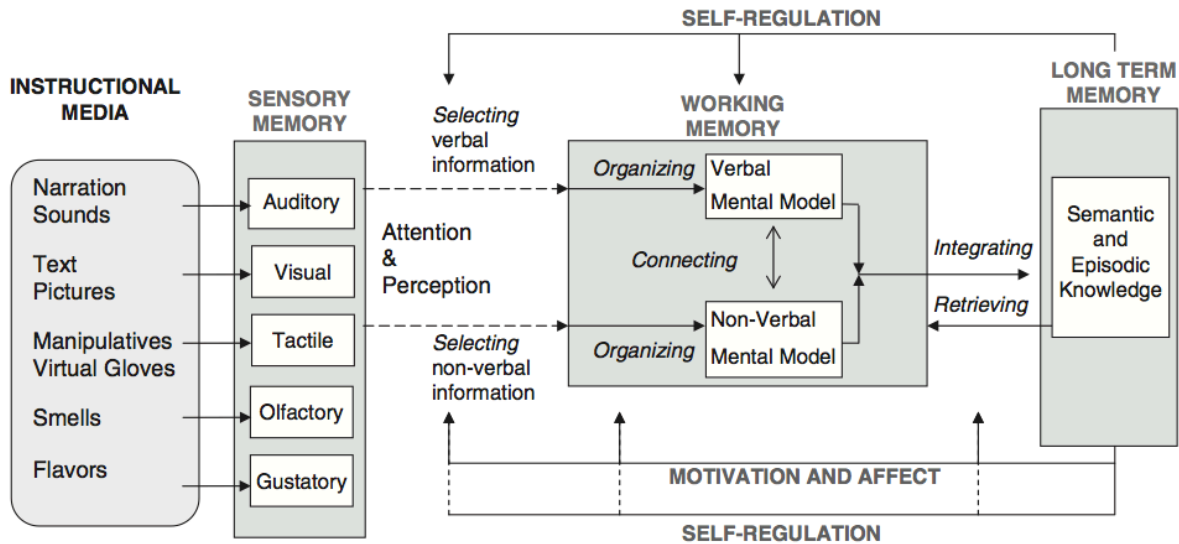 SELF-REGULATION
INSTRUCTIONAL
MEDIA
Narration
Sounds
Text
Pictures
Manipulatives
Virtual Gloves
Smells
Flavors
SENSORY
MEMORY
Auditory
Visual
Tactile
Olfactory
Gustatory
Selecting
verbal
information
Attention
&
Perception
Selecting
non-verbal
information
WORKING
MEMORY
Organizing
Verbal
Mental Model
Connecting
Organizing
Non-Verbal
Mental Model
Integrating
Retrieving
LONG TERM
MEMORY
Semantic
and
Episodic
Knowledge
MOTIVATION AND AFFECT
SELF-REGULATION